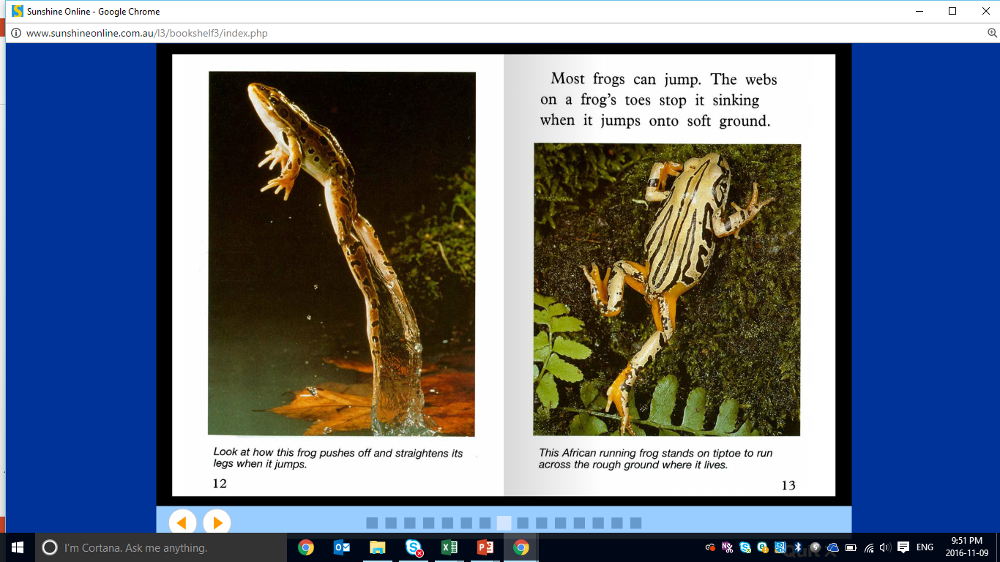 Sunshine Online - Google Chrome
www.sunshineonline.com.au/l3/bookshelf3/index.php
Most frogs can jump. The webs
on a frog's toes stop it sinking
when it jumps onto soft ground.
Look at how this frog pushes off and straightens its
legs when it jumps.
12
This African running frog stands on tiptoe to run
across the rough ground where it lives.
13
I'm Cortana. Ask me anything.
ENG
9:51 PM
2016-11-09
Quit X